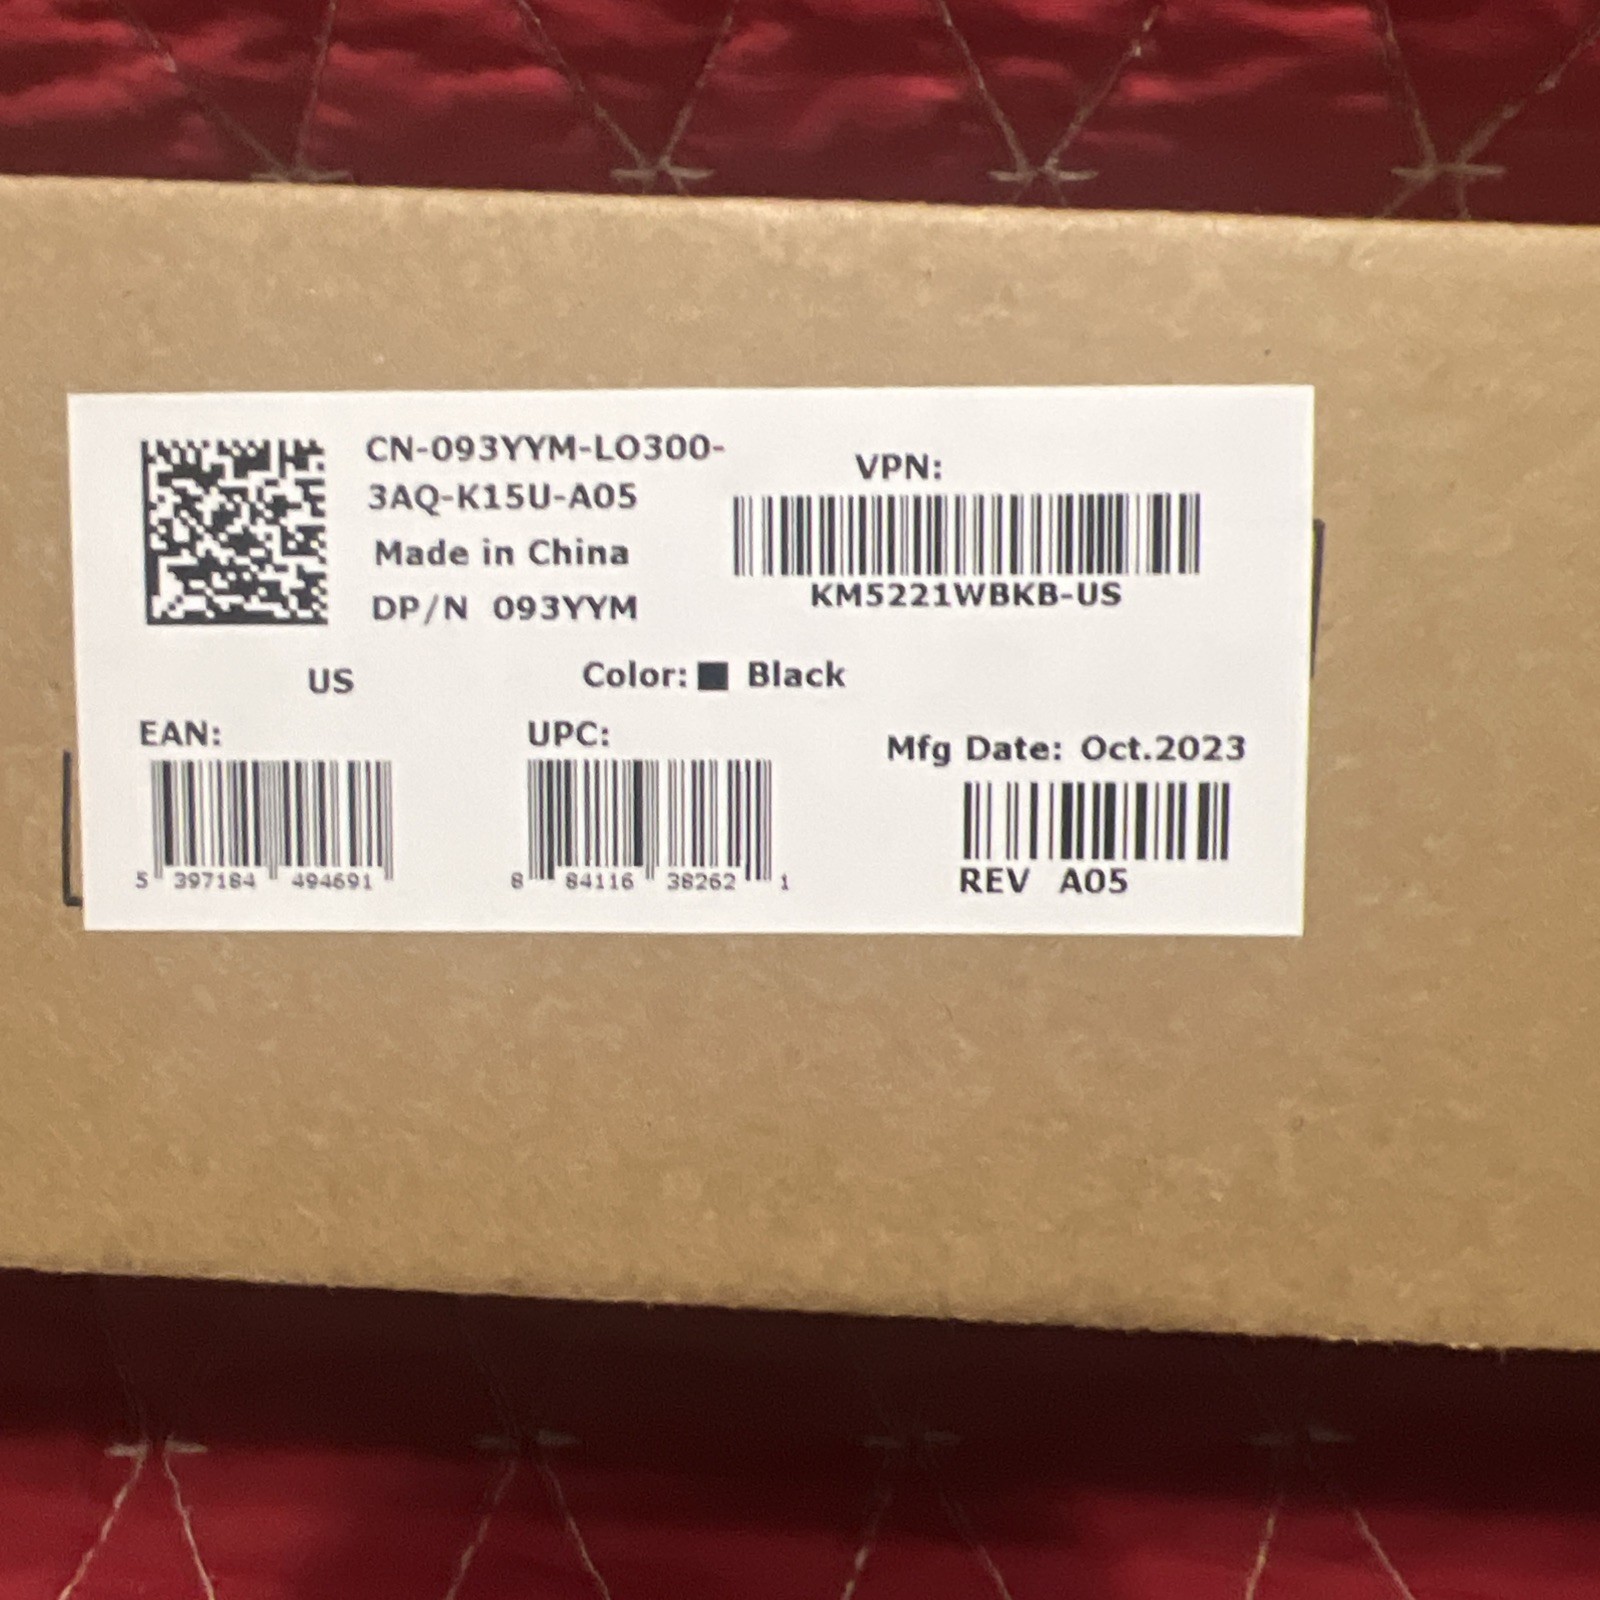 CN-093YYM-LO300-
3AQ-K15U-A05
Made in China
DP/N 093YYM
VPN:
KM5221WBKB-US
US
Color: Black
EAN:
5 397184 494691
UPC:
8 84116 38262 1
Mfg Date: Oct.2023
REV A05